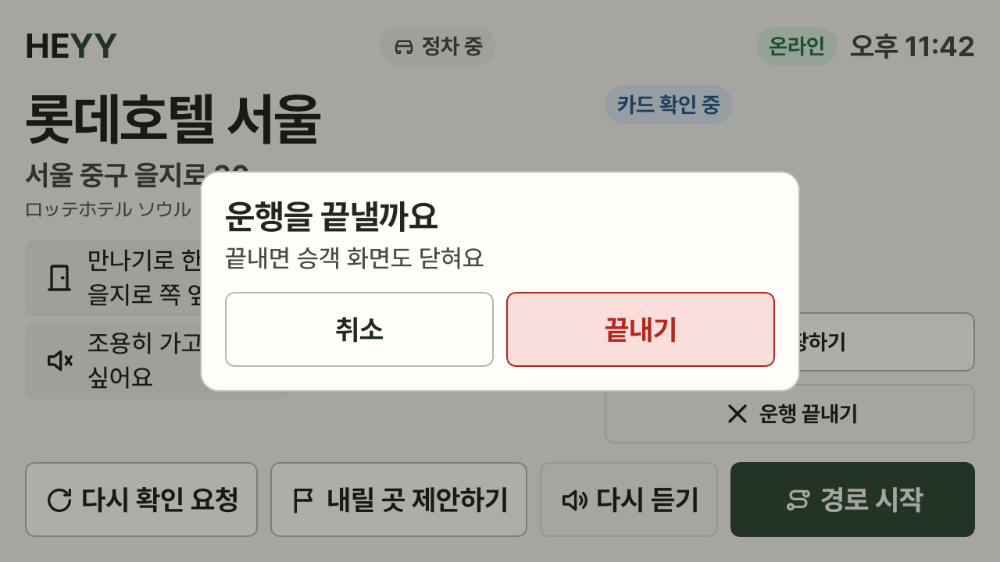 HEYY
정차 중
온라인
오후 11:42
롯데호텔 서울
카드 확인 중
서울 중구 을지로
ロッテホテル ソウル
만나기로 한
을지로 쪽
조용히 가고
싶어요
운행을 끝낼까요
끝내면 승객 화면도 닫혀요
취소
끝내기
하기
운행 끝내기
다시 확인 요청
내릴 곳 제안하기
다시 듣기
경로 시작